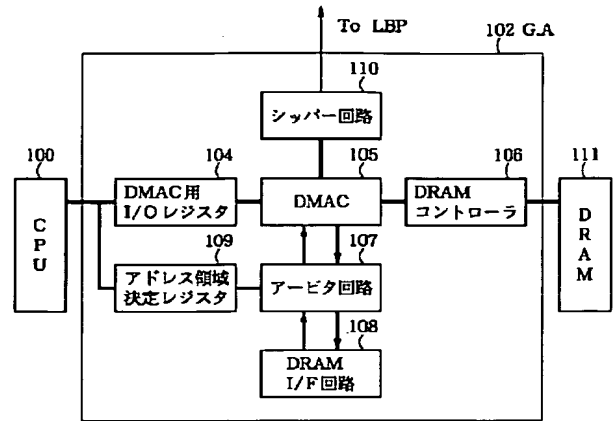 To LBP
102 G.A
110
シッパー回路
100
CPU
104
DMAC用
I/Oレジスタ
105
DMAC
106
DRAM
コントローラ
111
DRAM
109
アドレス領域
決定レジスタ
107
アービタ回路
108
DRAM
I/F回路